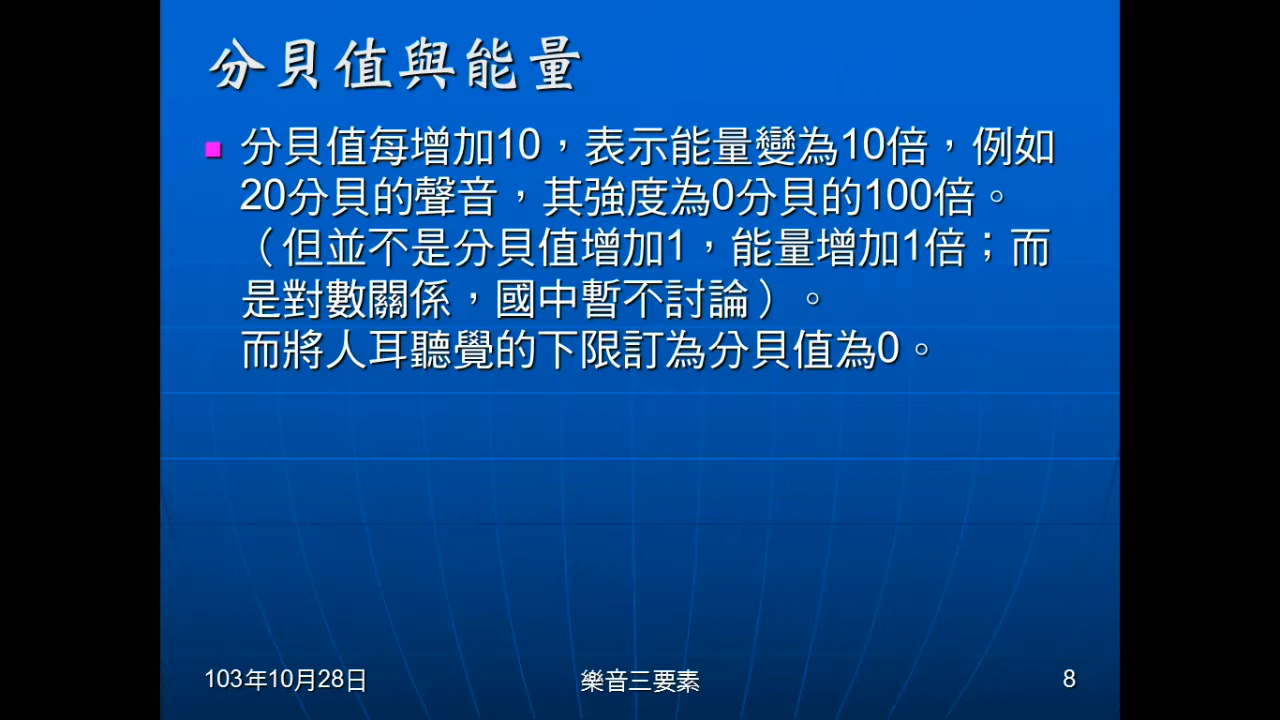 分貝值與能量
分貝值每增加10，表示能量變為10倍，例如
20分貝的聲音，其強度為0分貝的100倍。
（但並不是分貝值增加1，能量增加1倍；而
是對數關係，國中暫不討論）。
而將人耳聽覺的下限訂為分貝值為0。
103年10月28日
樂音三要素
8